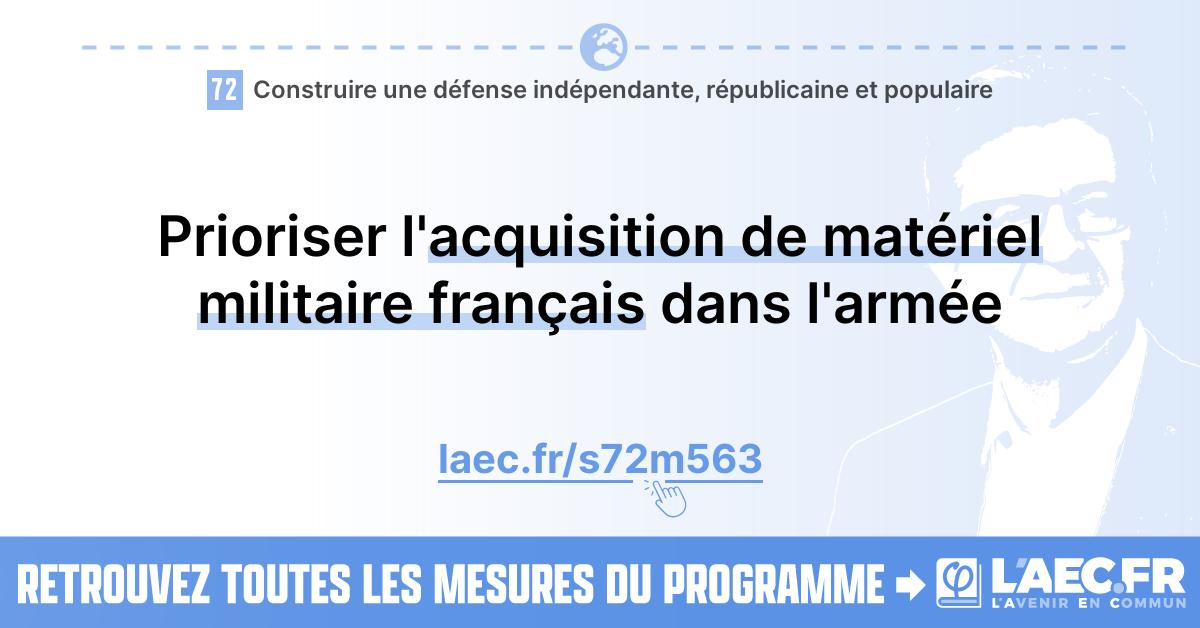 72 Construire une défense indépendante, républicaine et populaire
Prioriser l'acquisition de matériel
militaire français dans l'armée
laec.fr/s72m563
RETROUVEZ TOUTES LES MESURES DU PROGRAMME
L'AEC.FR
L'AVENIR EN COMMUN